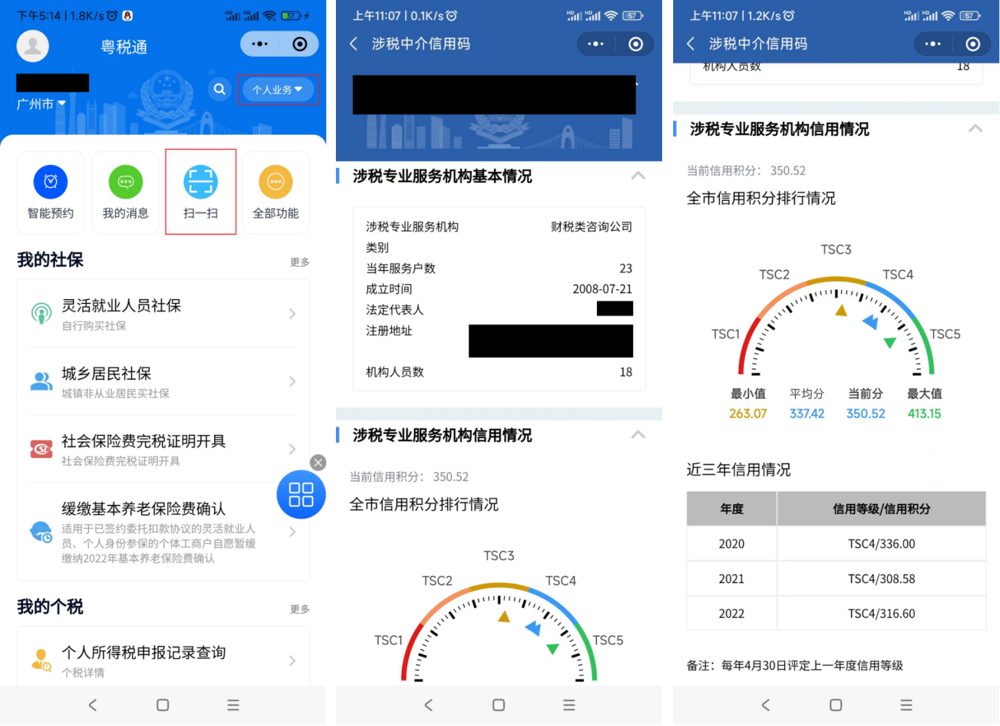 下午5:14 | 1.8K/s
HD HD 37
粤税通
个人业务
广州市
智能预约
我的消息
扫一扫
全部功能
我的社保
更多
灵活就业人员社保
自行购买社保
城乡居民社保
城镇非从业居民买社保
社会保险费完税证明开具
社会保险费完税证明开具
缓缴基本养老保险费确认
适用于已签约委托扣款协议的灵活就业人
员、个人身份参保的个体工商户自愿暂缓
缴纳2022年基本养老保险费确认
我的个税
更多
个人所得税申报记录查询
个税详情
上午11:07 | 0.1K/s
HD HD 57
涉税中介信用码
涉税专业服务机构基本情况
涉税专业服务机构 财税类咨询公司
类别
当年服务户数 23
成立时间 2008-07-21
法定代表人
注册地址
机构人员数 18
涉税专业服务机构信用情况
当前信用积分： 350.52
全市信用积分排行情况
TSC3
TSC2 TSC4
TSC1 TSC5
上午11:07 | 1.2K/s
HD HD 57
涉税中介信用码
机构人员数 18
涉税专业服务机构信用情况
当前信用积分： 350.52
全市信用积分排行情况
TSC3
TSC2 TSC4
TSC1 TSC5
最小值 平均分 当前分 最大值
263.07 337.42 350.52 413.15
近三年信用情况
年度 信用等级/信用积分
2020 TSC4/336.00
2021 TSC4/308.58
2022 TSC4/316.60
备注：每年4月30日评定上一年度信用等级